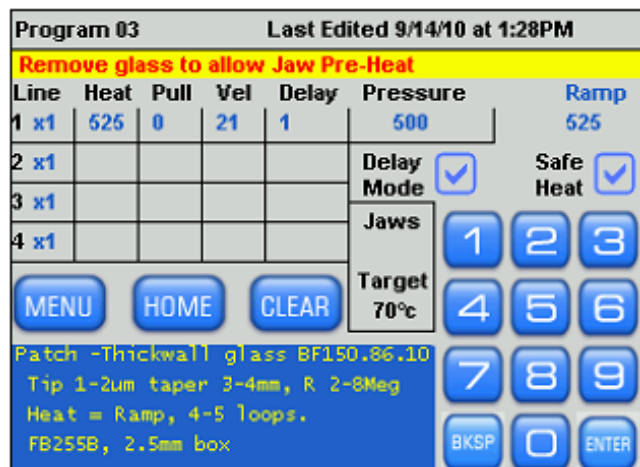 Program 03 Last Edited 9/14/10 at 1:28PM
Remove glass to allow Jaw Pre-Heat
Line Heat Pull Vel Delay Pressure Ramp
1 x1 525 0 21 1 500 525
2 x1
3 x1
4 x1
Delay Mode
Safe Heat
Jaws
Target
70°c
1 2 3
4 5 6
7 8 9
BKSP 0 ENTER
MENU HOME CLEAR
Patch -Thickwall glass BF150.86.10
Tip 1-2um taper 3-4mm, R 2-8Meg
Heat = Ramp, 4-5 loops.
FB255B, 2.5mm box